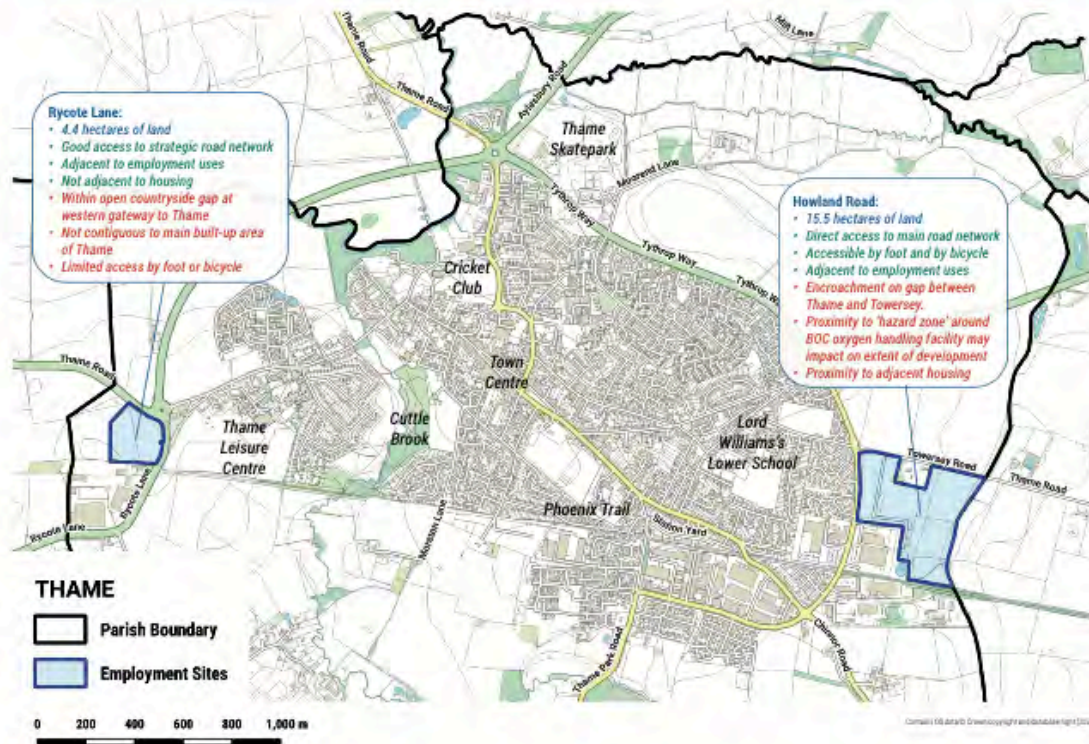 Mill Lane
Thame Road
Thame Road
Aylesbury Road
Thame
Skatepark
Moorend Lane
Tythrop Way
Tythrop Way
Rycote Lane:
• 4.4 hectares of land
• Good access to strategic road network
• Adjacent to employment uses
• Not adjacent to housing
• Within open countryside gap at
western gateway to Thame
• Not contiguous to main built-up area
of Thame
• Limited access by foot or bicycle
Howland Road:
• 15.5 hectares of land
• Direct access to main road network
• Accessible by foot and by bicycle
• Adjacent to employment uses
• Encroachment on gap between
Thame and Towersey.
• Proximity to 'hazard zone' around
BOC oxygen handling facility may
impact on extent of development
• Proximity to adjacent housing
Cricket
Club
Tythrop
Town
Centre
Thame Road
Thame
Leisure
Centre
Cuttle
Brook
Lord
Williams's
Lower School
Towersey Road
Thame Road
Rycote Lane
Rycote Lane
Phoenix Trail
Station Yard
Moreton Lane
Thame Park Road
Chinnor Road
THAME
Parish Boundary
Employment Sites
0 200 400 600 800 1,000 m